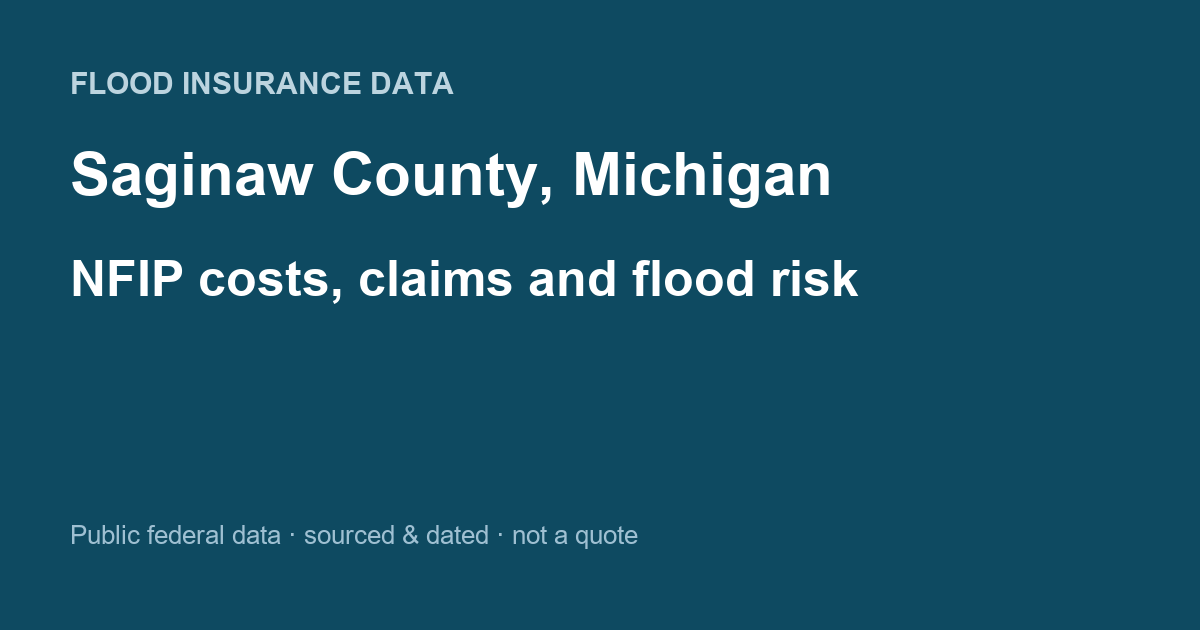 FLOOD INSURANCE DATA
Saginaw County, Michigan
NFIP costs, claims and flood risk
Public federal data · sourced & dated · not a quote